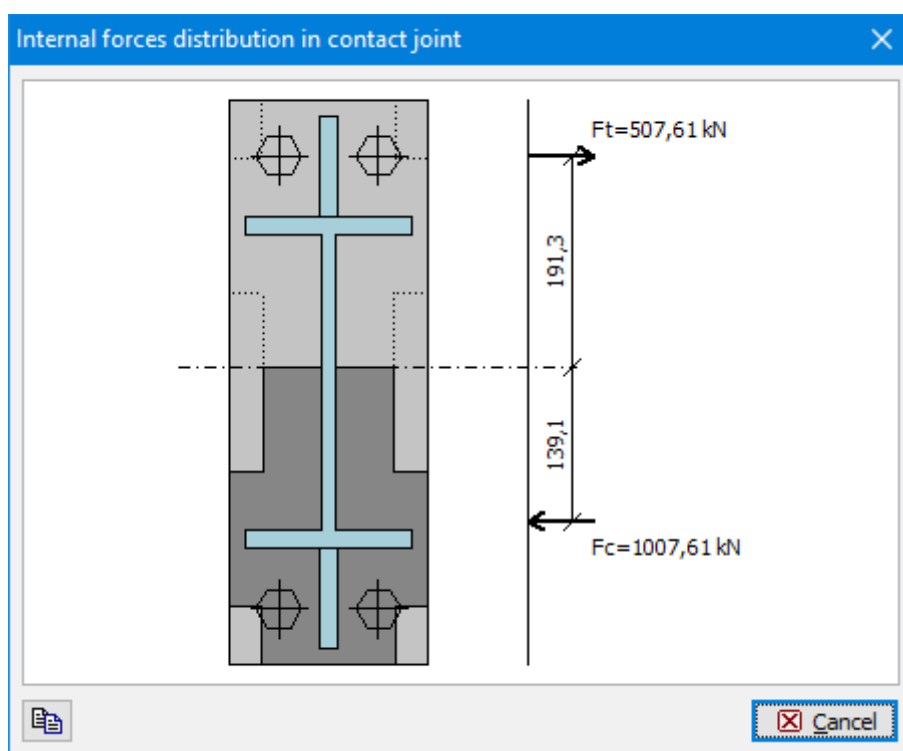 Internal forces distribution in contact joint
Ft=507,61 kN
191,3
139,1
Fc=1007,61 kN
Cancel